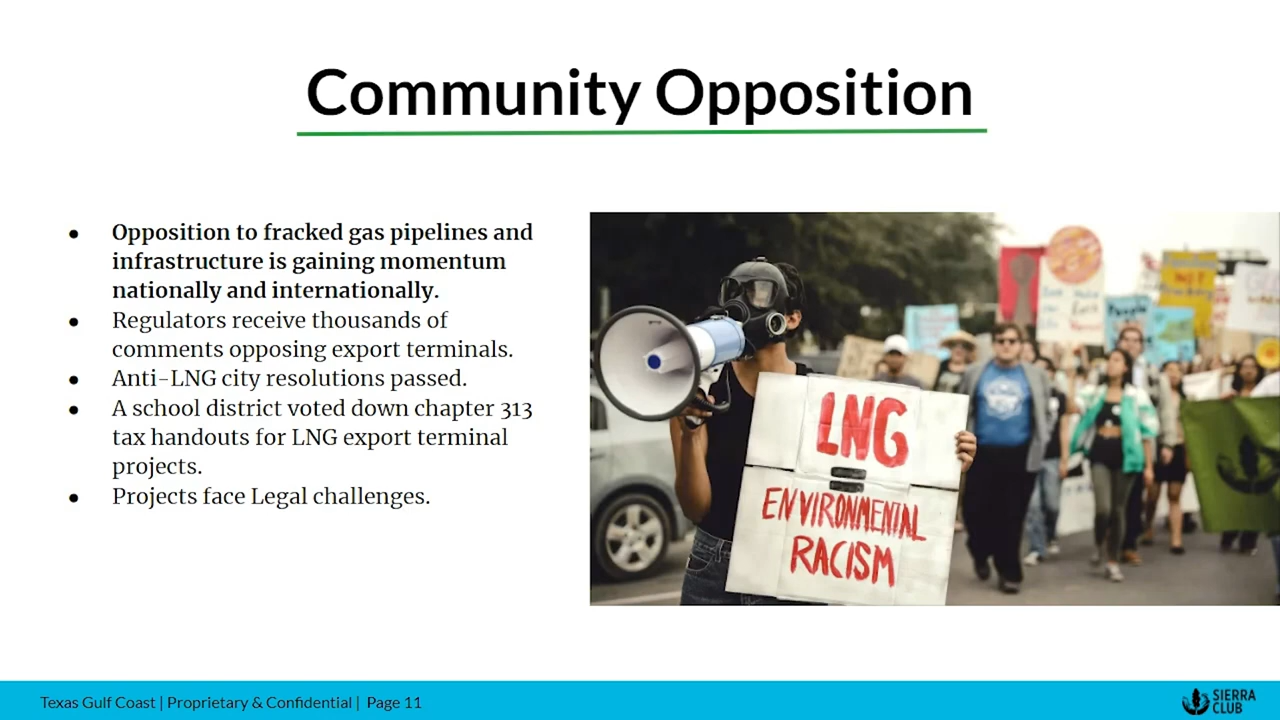 Community Opposition
● Opposition to fracked gas pipelines and
infrastructure is gaining momentum
nationally and internationally.
● Regulators receive thousands of
comments opposing export terminals.
● Anti-LNG city resolutions passed.
● A school district voted down chapter 313
tax handouts for LNG export terminal
projects.
● Projects face Legal challenges.
LNG
=
ENVIRONMENTAL
RACISM
Texas Gulf Coast | Proprietary & Confidential | Page 11
SIERRA
CLUB